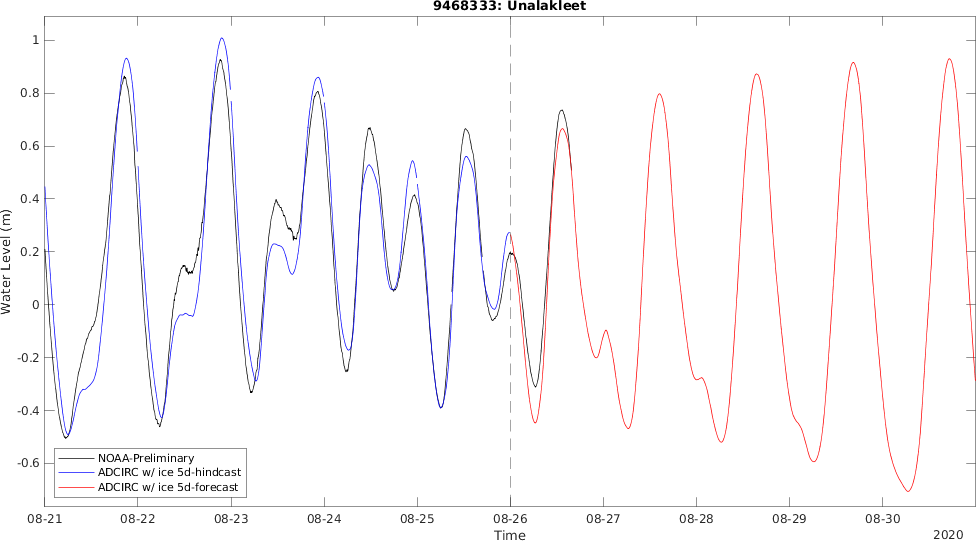 9468333: Unalakleet
Water Level (m)
1
0.8
0.6
0.4
0.2
0
-0.2
-0.4
-0.6
NOAA-Preliminary
ADCIRC w/ ice 5d-hindcast
ADCIRC w/ ice 5d-forecast
08-21 08-22 08-23 08-24 08-25 08-26 08-27 08-28 08-29 08-30
Time
2020